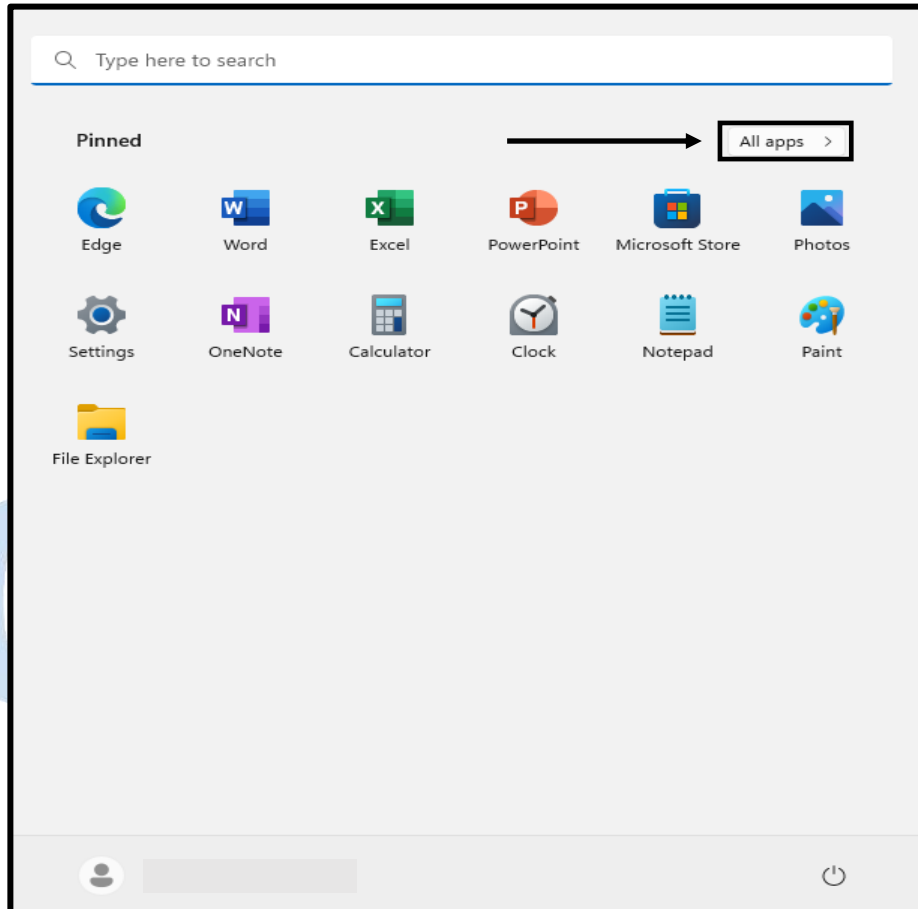 Type here to search
Pinned All apps >
Edge Word Excel PowerPoint Microsoft Store Photos
Settings OneNote Calculator Clock Notepad Paint
File Explorer